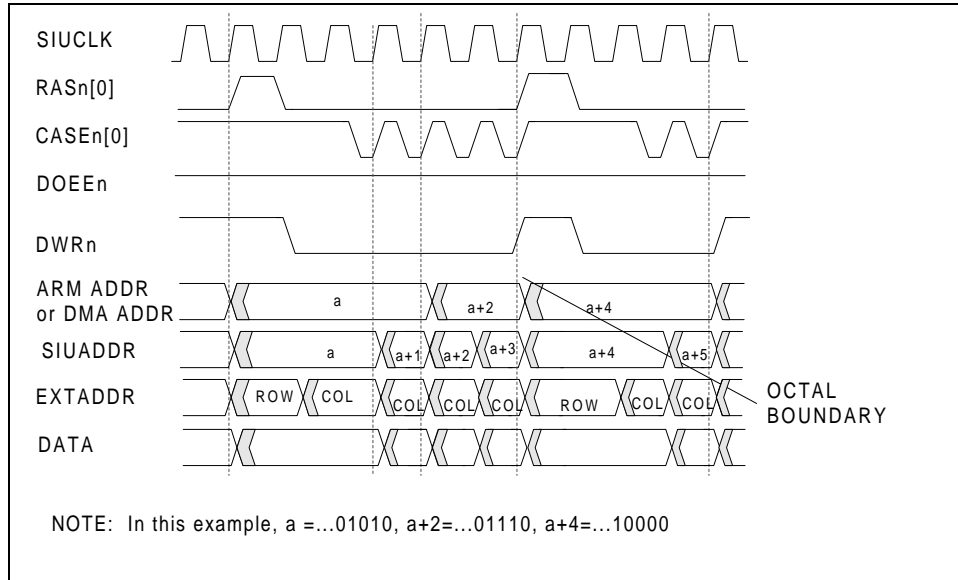 SIUCLK
RASn[0]
CASEn[0]
DOEEn
DWRn
ARM ADDR
or DMA ADDR
a
a+2
a+4
SIUADDR
a
a+1
a+2
a+3
a+4
a+5
EXTADDR
ROW
COL
COL
COL
COL
ROW
COL
COL
OCTAL
BOUNDARY
DATA
NOTE: In this example, a =...01010, a+2=...01110, a+4=...10000